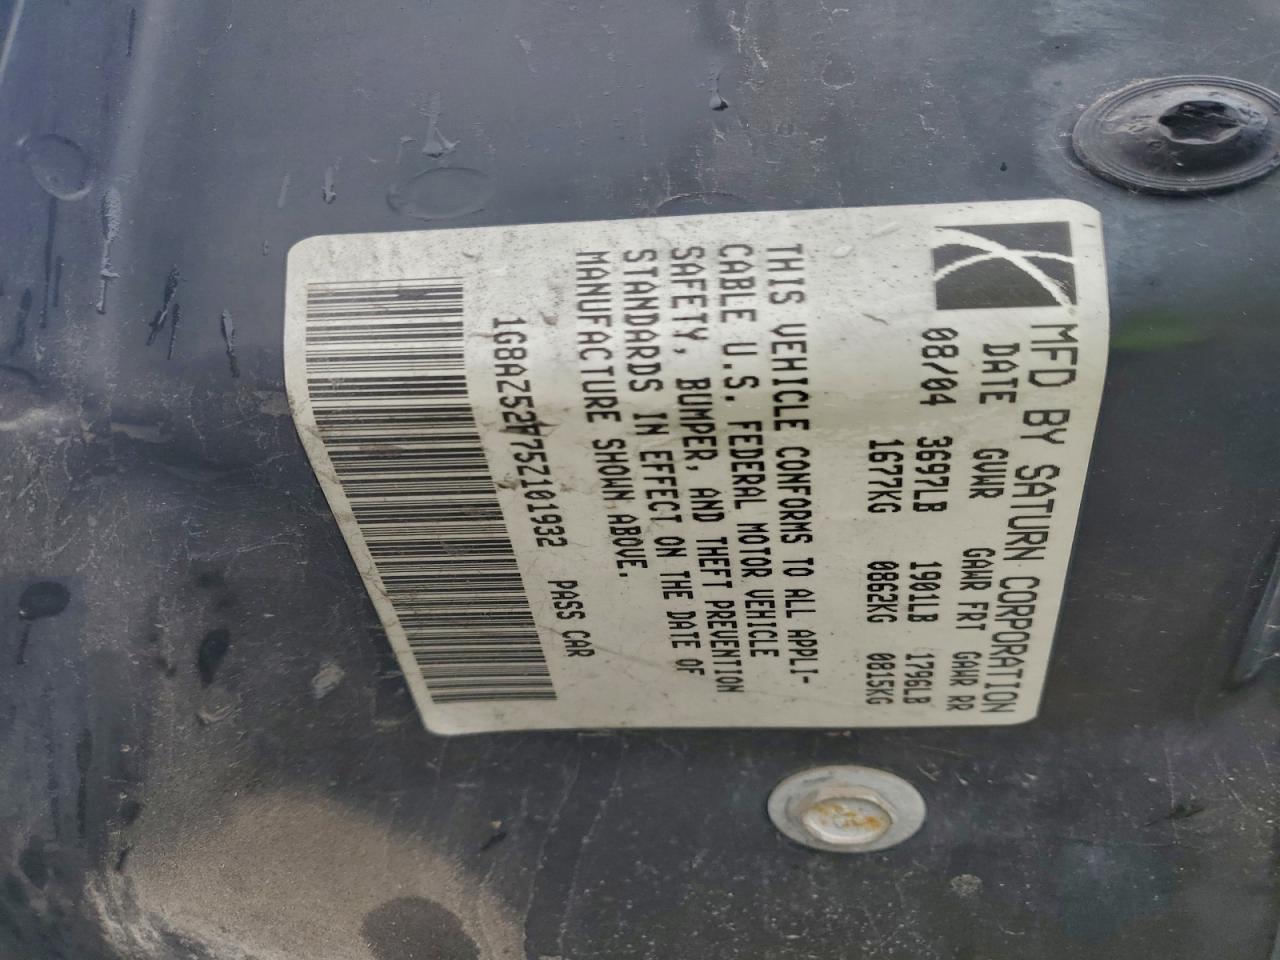 MFD BY SATURN CORPORATION
DATE GVWR GAWR FRT GAWR RR
08/04 3697LB 1901LB 1796LB
1677KG 0862KG 0815KG
THIS VEHICLE CONFORMS TO ALL APPLI-
CABLE U.S. FEDERAL MOTOR VEHICLE
SAFETY, BUMPER, AND THEFT PREVENTION
STANDARDS IN EFFECT ON THE DATE OF
MANUFACTURE SHOWN ABOVE.
PASS CAR